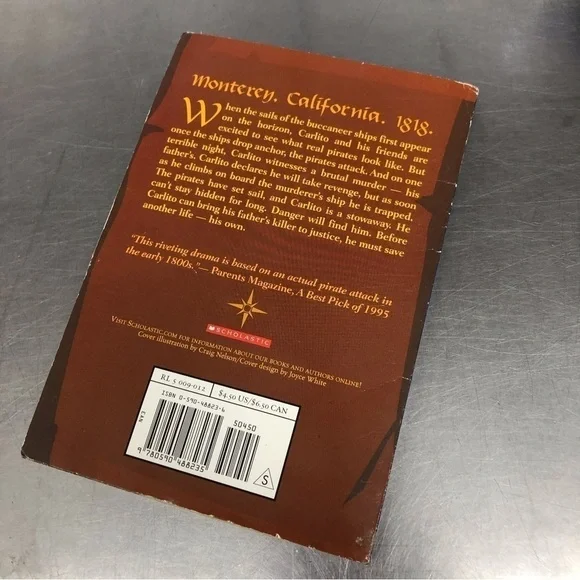 Monterey, California, 1818.
When the sails of the buccaneer ships first appear
on the horizon, Carlito and his friends are
excited to see what real pirates look like. But
once the ships drop anchor, the pirates attack. And on one
terrible night, Carlito witnesses a brutal murder — his
father's. Carlito declares he will take revenge, but as soon
as he climbs on board the murderer's ship he is trapped.
The pirates have set sail, and Carlito is a stowaway. He
can't stay hidden for long. Danger will find him. Before
Carlito can bring his father's killer to justice, he must save
another life — his own.
"This riveting drama is based on an actual pirate attack in
the early 1800s."— Parents Magazine, A Best Pick of 1995
SCHOLASTIC
Visit Scholastic.com for information about our books and authors online!
Cover illustration by Craig Nelson/Cover design by Joyce White
RL 5 009-012
$4.50 US/$6.50 CAN
ISBN 0-590-48823-6
50450
CAN
9 780590 488235
S